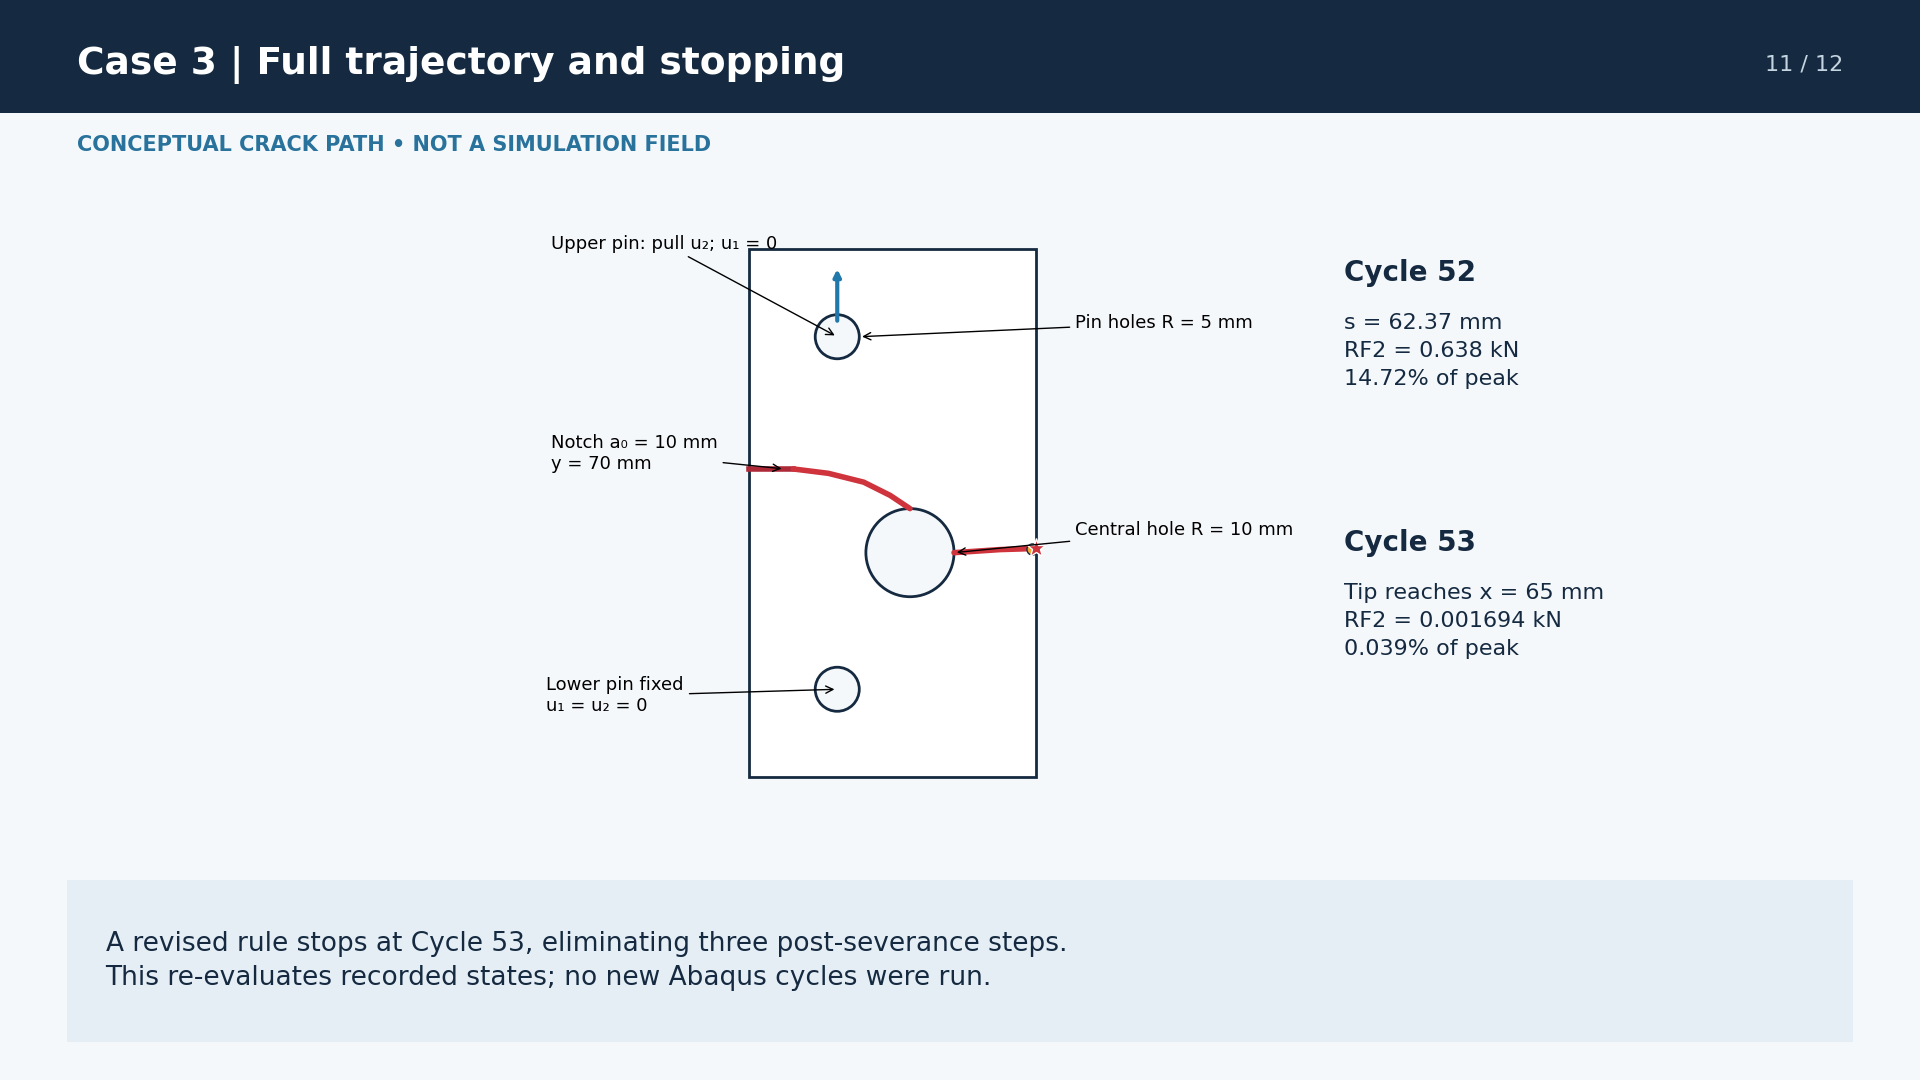 Case 3 | Full trajectory and stopping
11 / 12
CONCEPTUAL CRACK PATH • NOT A SIMULATION FIELD
Upper pin: pull u₂; u₁ = 0
Pin holes R = 5 mm
Notch a₀ = 10 mm
y = 70 mm
Central hole R = 10 mm
Lower pin fixed
u₁ = u₂ = 0
Cycle 52
s = 62.37 mm
RF2 = 0.638 kN
14.72% of peak
Cycle 53
Tip reaches x = 65 mm
RF2 = 0.001694 kN
0.039% of peak
A revised rule stops at Cycle 53, eliminating three post-severance steps.
This re-evaluates recorded states; no new Abaqus cycles were run.